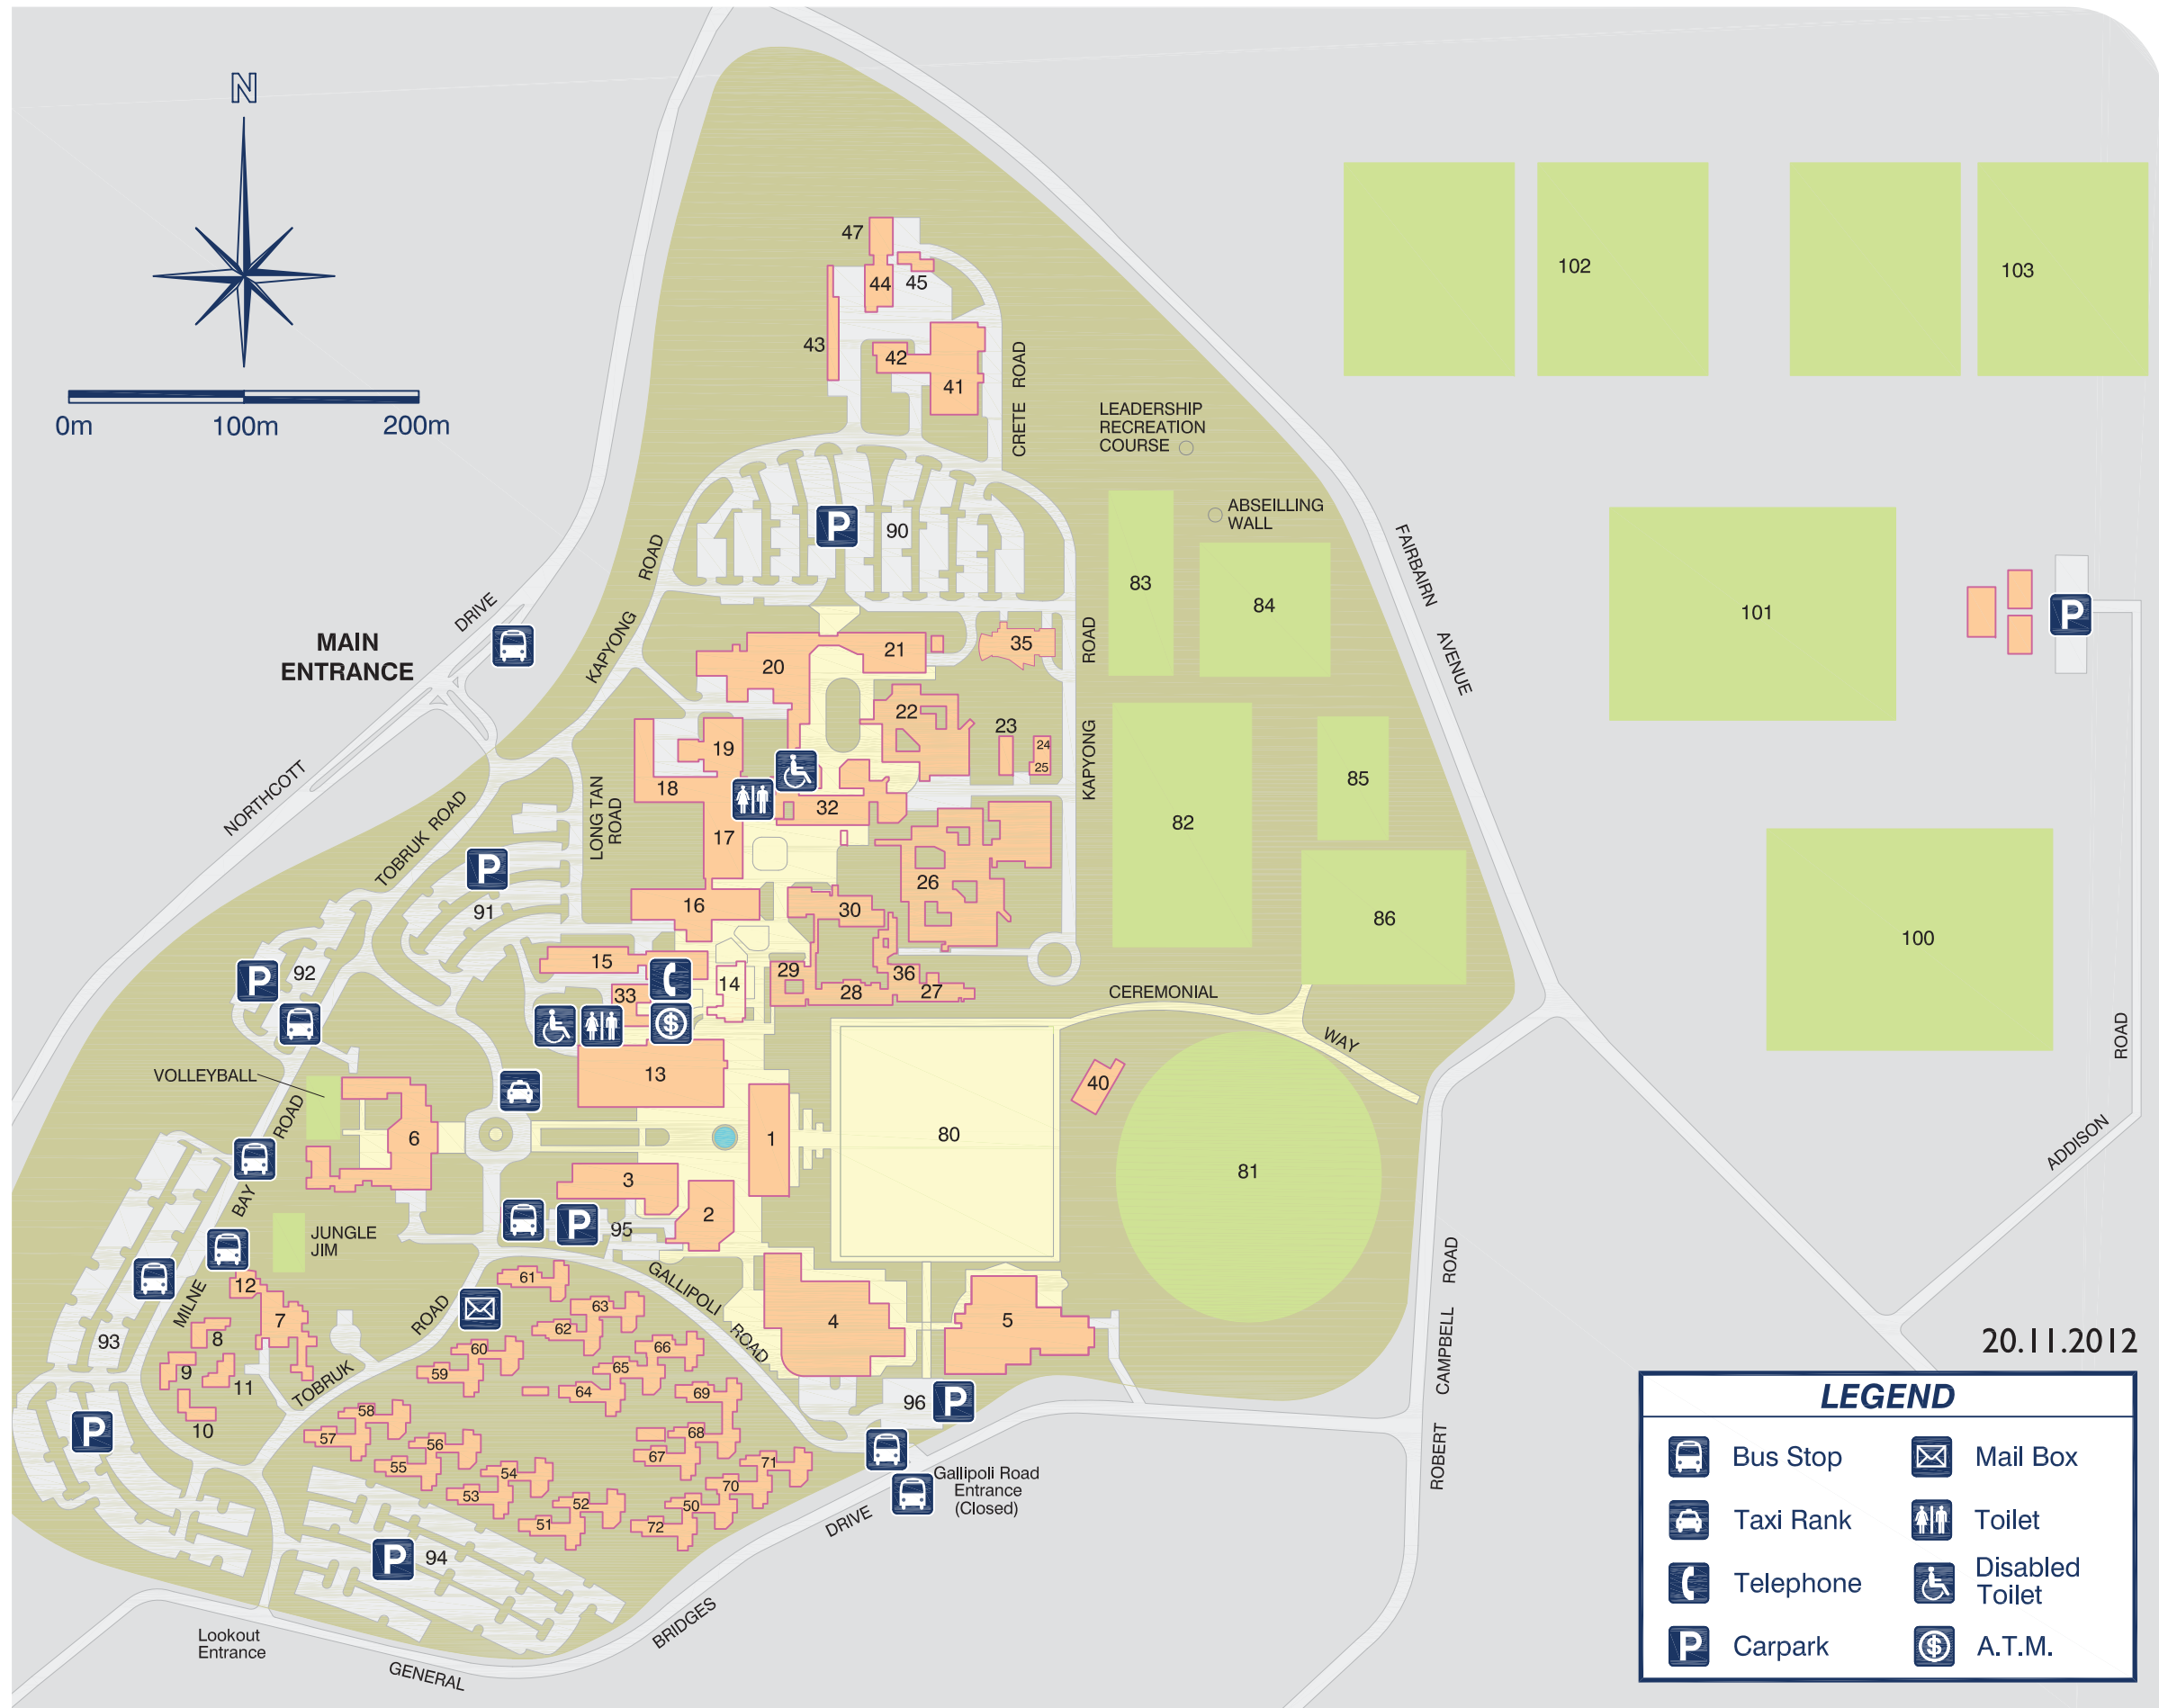 N
0m 100m 200m
47
44
45
43
42
41
CRETE ROAD
102
103
LEADERSHIP
RECREATION
COURSE
ABSEILLING
WALL
P
90
83
84
FAIRBAIRN AVENUE
101
P
NORTHCOTT DRIVE
MAIN
ENTRANCE
KAPYONG ROAD
KAPYONG ROAD
20
21
35
22
23
24
25
19
18
17
32
LONG TAN
ROAD
TOBRUK ROAD
P
91
82
85
86
100
26
16
30
15
14
29
28
36
27
33
$
P
92
CEREMONIAL WAY
ADDISON ROAD
VOLLEYBALL
13
40
6
1
80
81
3
2
P
95
MILNE BAY ROAD
JUNGLE
JIM
12
7
8
9
11
10
93
P
TOBRUK ROAD
GALLIPOLI ROAD
61
63
62
60
59
66
65
64
69
58
57
56
55
68
67
54
53
71
70
52
51
50
72
4
5
96
P
Gallipoli Road
Entrance
(Closed)
P
94
Lookout
Entrance
GENERAL BRIDGES DRIVE
ROBERT CAMPBELL ROAD
20.11.2012
LEGEND
Bus Stop
Mail Box
Taxi Rank
Toilet
Telephone
Disabled
Toilet
P Carpark
$ A.T.M.